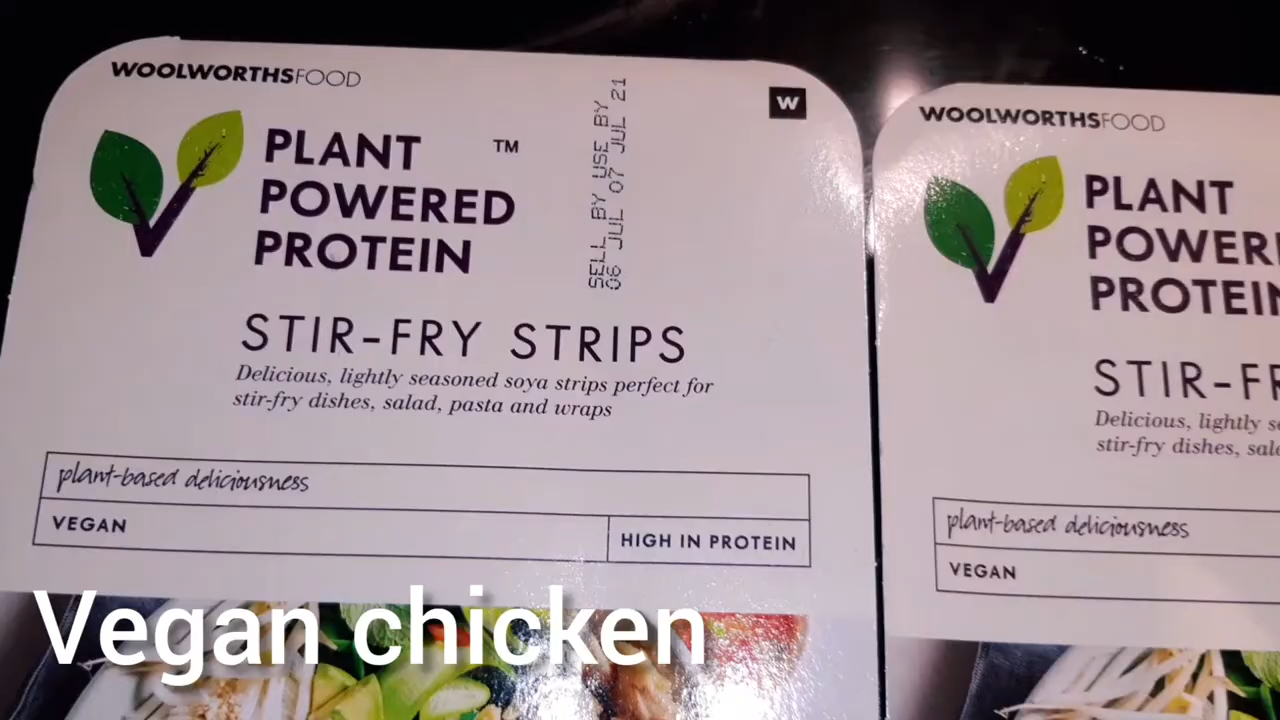 WOOLWORTHSFOOD
W
PLANT
POWERED
PROTEIN
TM
SELL BY USE BY
06 JUL 07 JUL 21
STIR-FRY STRIPS
Delicious, lightly seasoned soya strips perfect for
stir-fry dishes, salad, pasta and wraps
plant-based deliciousness
VEGAN
HIGH IN PROTEIN
WOOLWORTHSFOOD
PLANT
POWER
PROTEIN
STIR-FR
Delicious, lightly
stir-fry dishes,
plant-based deliciousness
VEGAN
Vegan chicken